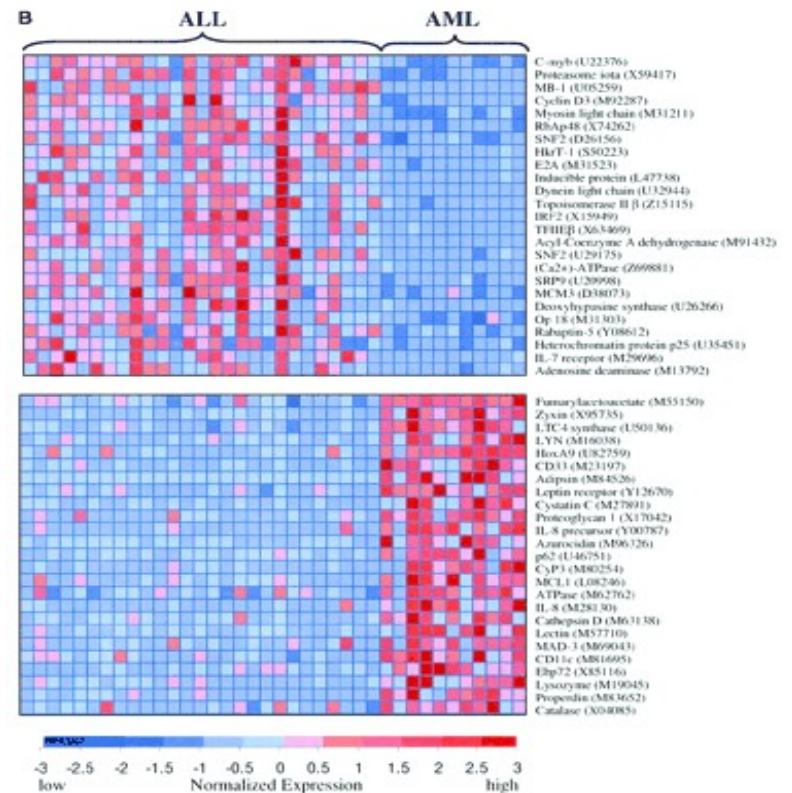 B
ALL AML
C-myb (U22376)
Proteasome iota (X59417)
MB-1 (U05259)
Cyclin D3 (M92287)
Myosin light chain (M31211)
RbAp48 (X74262)
SNF2 (D26156)
HkrT-1 (S50223)
E2A (M31523)
Inducible protein (L47738)
Dynein light chain (U32944)
Topoisomerase II β (Z15115)
IRF2 (X15949)
TFIIEβ (X63469)
Acyl-Coenzyme A dehydrogenase (M91432)
SNF2 (U29175)
(Ca2+)-ATPase (Z69881)
SRP9 (U20998)
MCM3 (D38073)
Deoxyhypusine synthase (U26266)
Op 18 (M31303)
Rabaptin-5 (Y08612)
Heterochromatin protein p25 (U35451)
IL-7 receptor (M29696)
Adenosine deaminase (M13792)
Fumarylacetoacetate (M55150)
Zyxin (X95735)
LTC4 synthase (U50136)
LYN (M16038)
HoxA9 (U82759)
CD33 (M23197)
Adipsin (M84526)
Leptin receptor (Y12670)
Cystatin C (M27891)
Proteoglycan 1 (X17042)
IL-8 precursor (Y00787)
Azurocidin (M96326)
p62 (U46751)
CyP3 (M80254)
MCL1 (L08246)
ATPase (M62762)
IL-8 (M28130)
Cathepsin D (M63138)
Lectin (M57710)
MAD-3 (M69043)
CD11c (M81695)
Ebp72 (X85116)
Lysozyme (M19045)
Properdin (M83652)
Catalase (X04085)
-3 -2.5 -2 -1.5 -1 -0.5 0 0.5 1 1.5 2 2.5 3
low Normalized Expression high